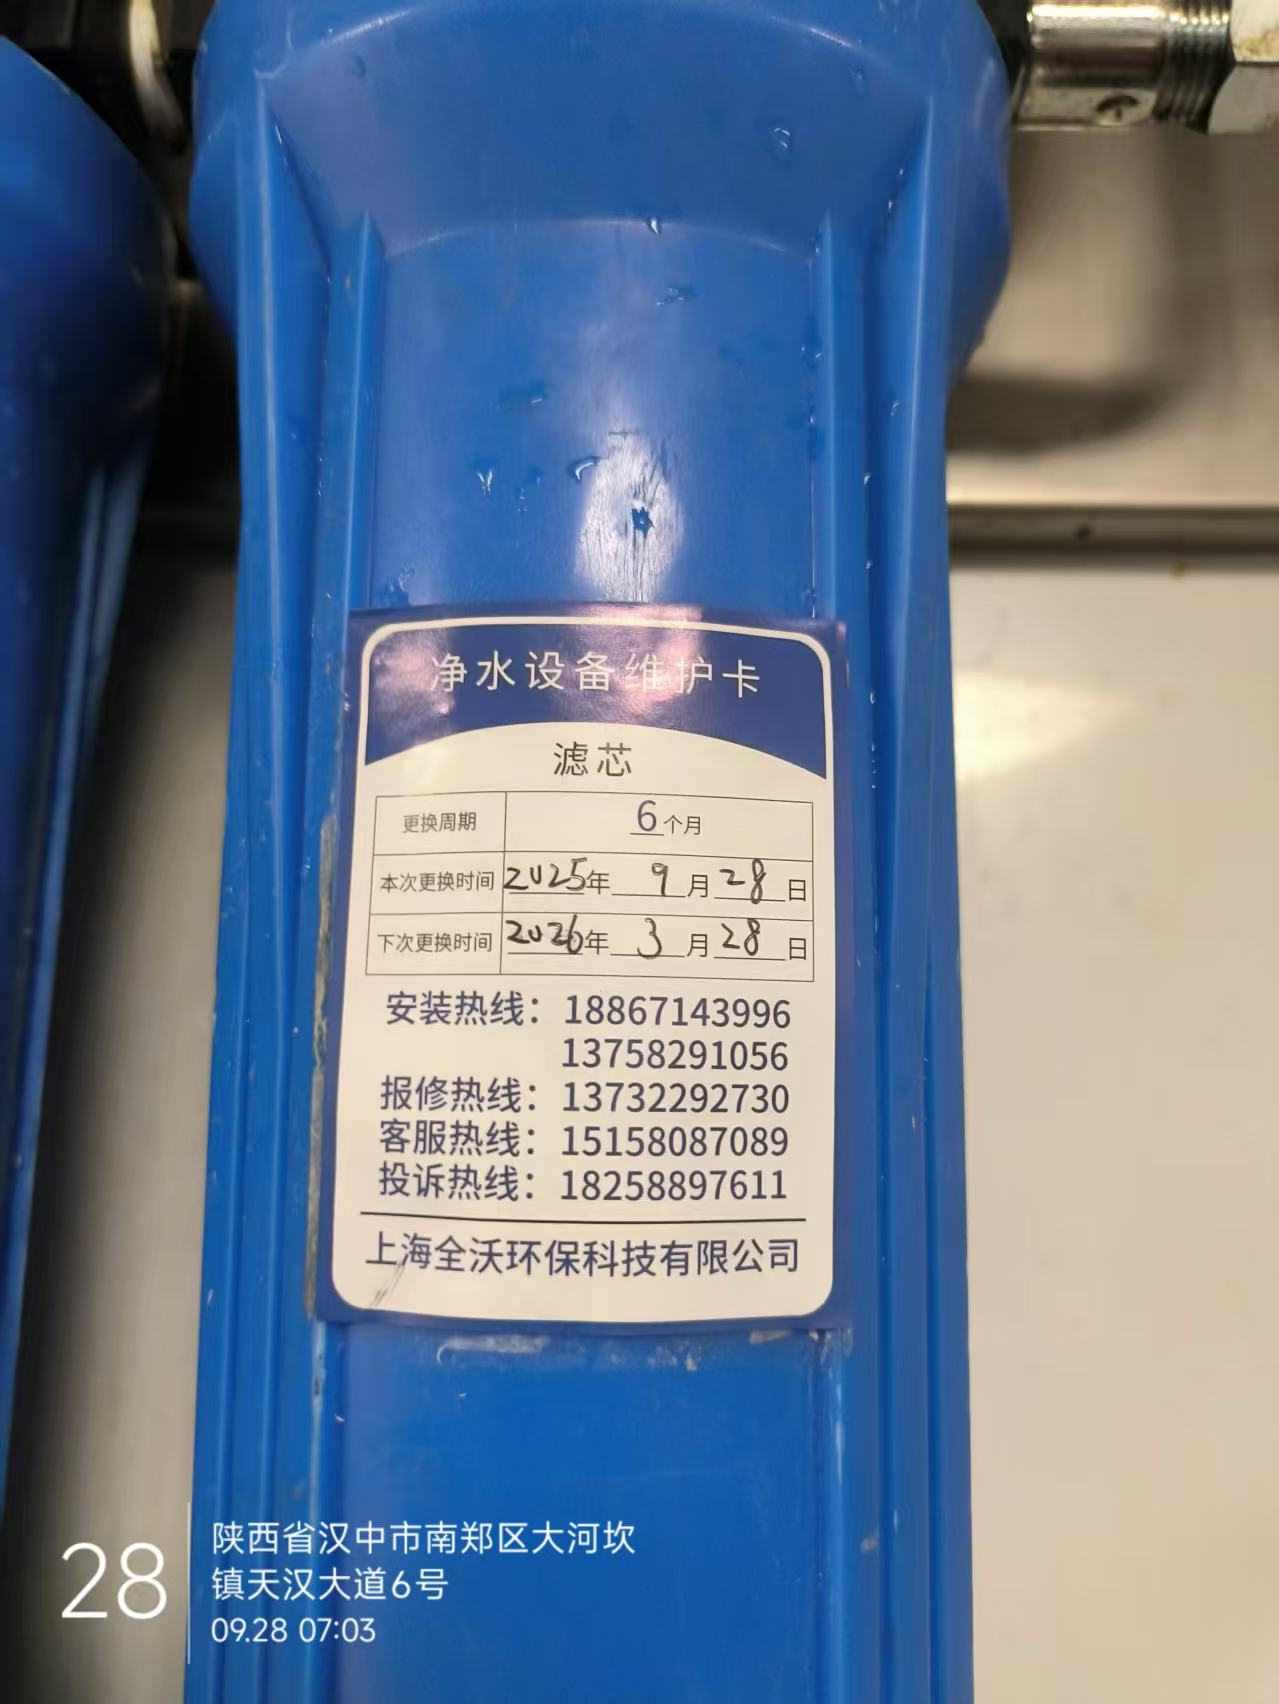 净水设备维护卡
滤芯
更换周期 6个月
本次更换时间 2025年 9月 28日
下次更换时间 2026年 3月 28日
安装热线：18867143996
13758291056
报修热线：13732292730
客服热线：15158087089
投诉热线：18258897611
上海全沃环保科技有限公司
28
陕西省汉中市南郑区大河坎
镇天汉大道6号
09.28 07:03